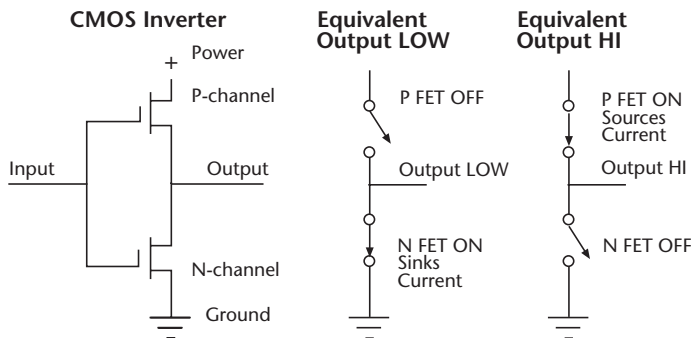 CMOS Inverter
Power
+
P-channel
Input
Output
N-channel
Ground
Equivalent
Output LOW
P FET OFF
Output LOW
N FET ON
Sinks
Current
Equivalent
Output HI
P FET ON
Sources
Current
Output HI
N FET OFF